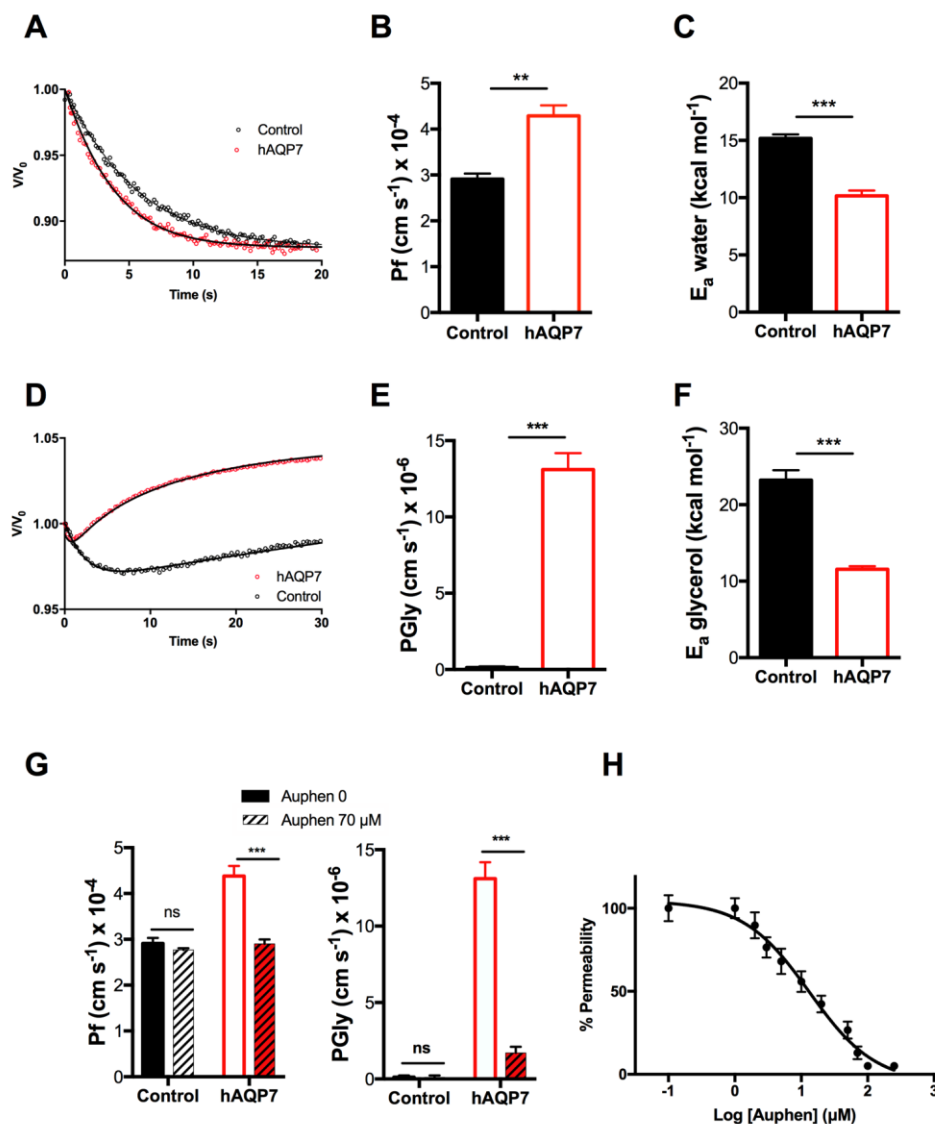 A
1.00
0.95
0.90
V/V0
Control
hAQP7
0 5 10 15 20
Time (s)
B
**
5
4
3
2
1
0
Pf (cm s-1) x 10-4
Control hAQP7
C
***
20
15
10
5
0
Ea water (kcal mol-1)
Control hAQP7
D
1.05
1.00
0.95
V/V0
hAQP7
Control
0 10 20 30
Time (s)
E
***
15
10
5
0
PGly (cm s-1) x 10-6
Control hAQP7
F
***
30
20
10
0
Ea glycerol (kcal mol-1)
Control hAQP7
G
Auphen 0
Auphen 70 µM
5
4
3
2
1
0
Pf (cm s-1) x 10-4
ns
***
Control hAQP7
15
10
5
0
PGly (cm s-1) x 10-6
ns
***
Control hAQP7
H
100
50
0
% Permeability
-1 0 1 2 3
Log [Auphen] (µM)